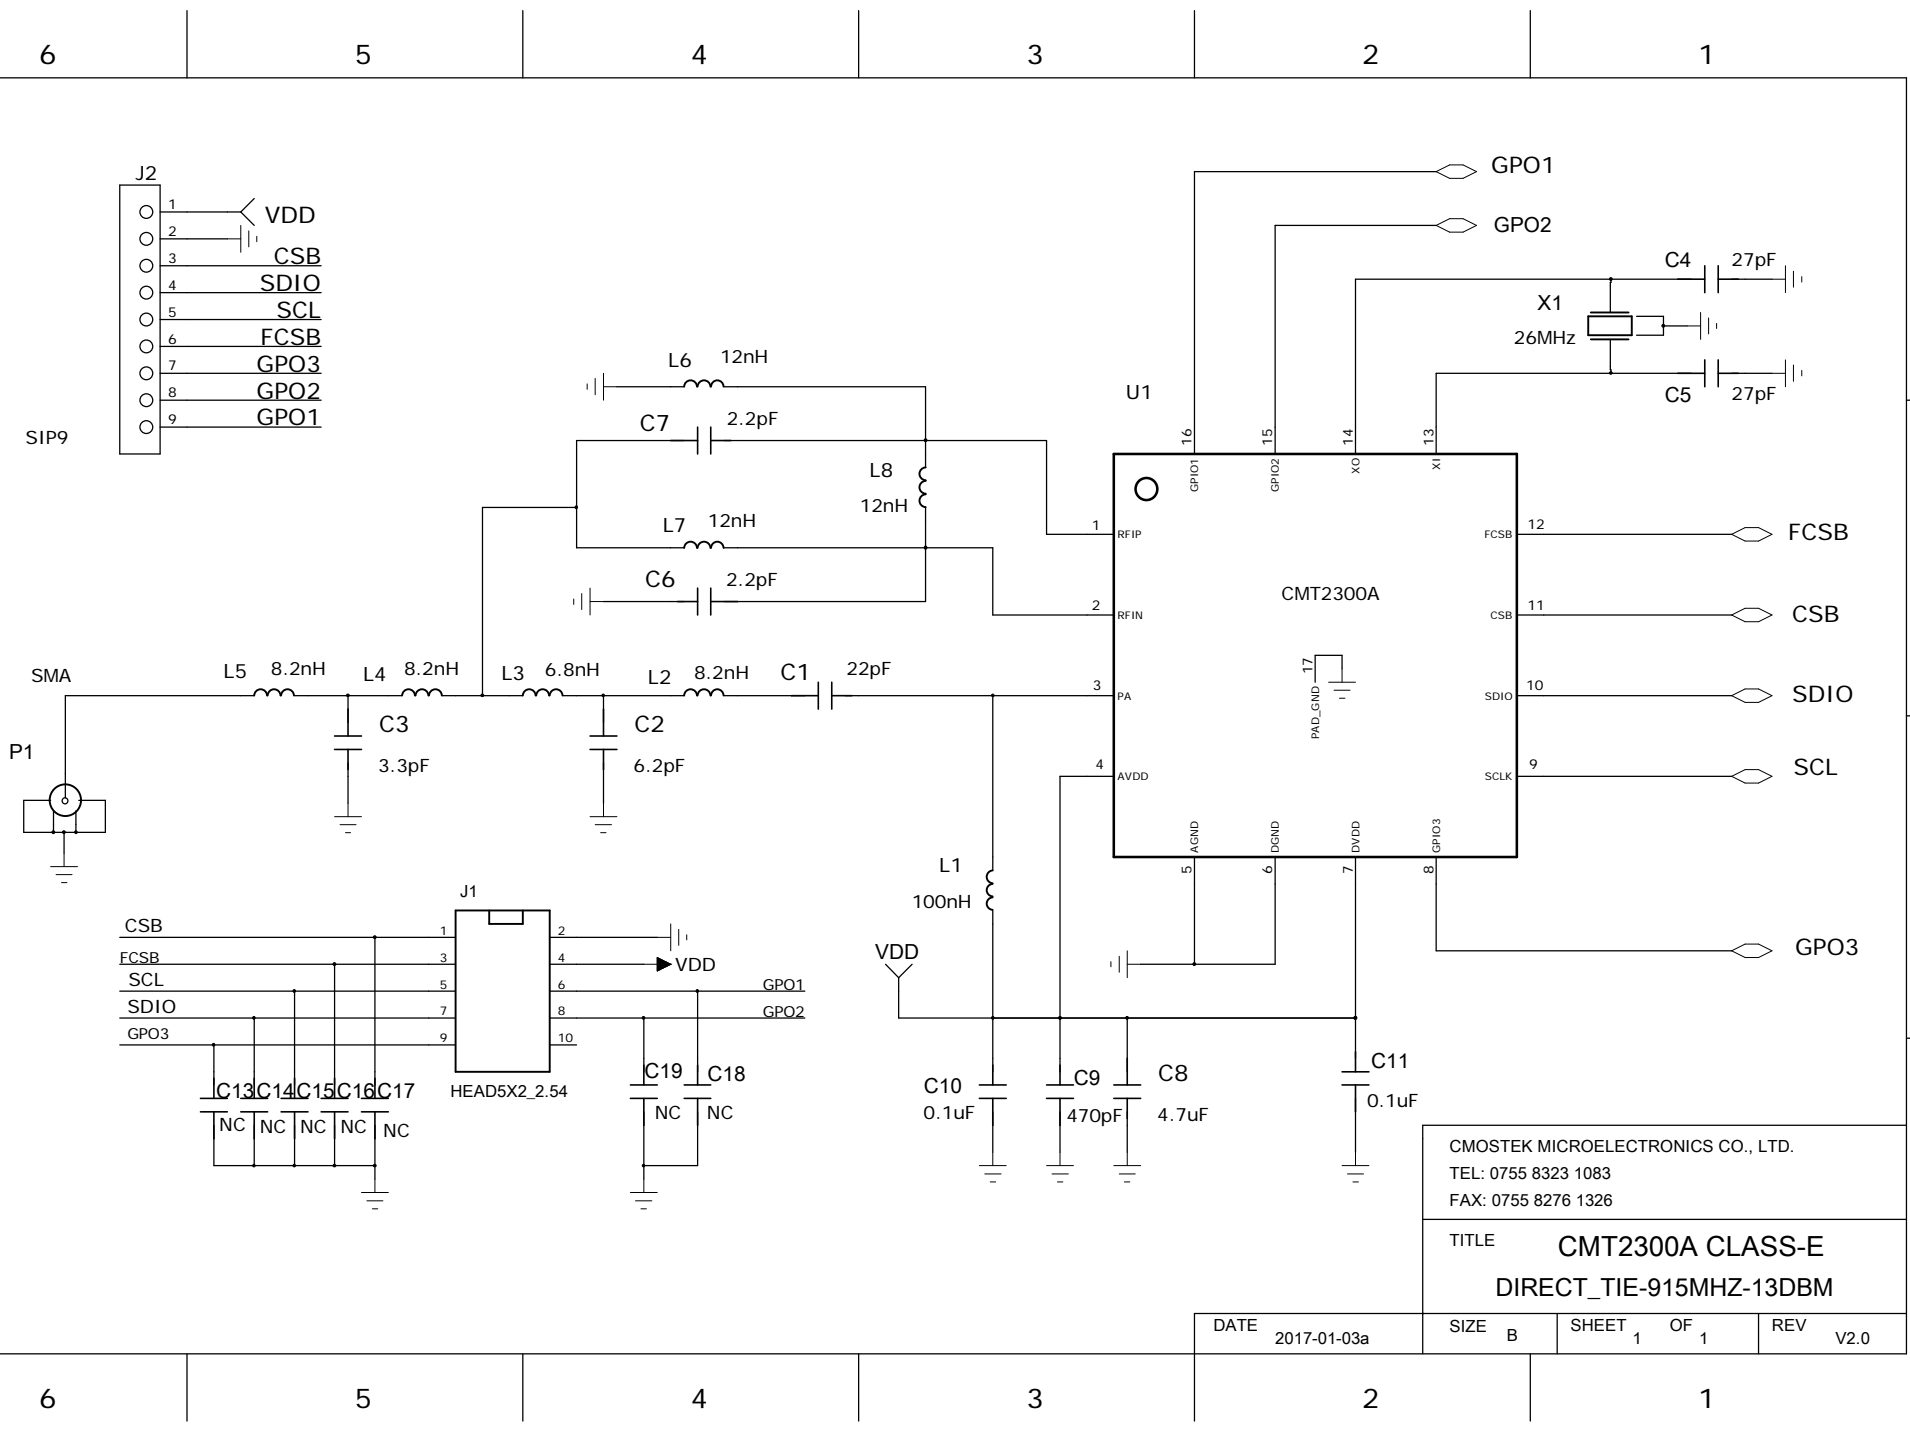 6 5 4 3 2 1
J2
1 VDD
2
3 CSB
4 SDIO
5 SCL
6 FCSB
7 GPO3
8 GPO2
9 GPO1
SIP9
GPO1
GPO2
C4 27pF
X1
26MHz
C5 27pF
L6 12nH
C7 2.2pF
L8
12nH
L7 12nH
C6 2.2pF
U1
16 15 14 13
GPIO1 GPIO2 XO XI
1 RFIP
2 RFIN
3 PA
4 AVDD
CMT2300A
17
PAD_GND
FCSB 12 FCSB
CSB 11 CSB
SDIO 10 SDIO
SCLK 9 SCL
AGND DGND DVDD GPIO3
5 6 7 8
GPO3
SMA
P1
L5 8.2nH
L4 8.2nH
L3 6.8nH
L2 8.2nH
C1 22pF
C3
3.3pF
C2
6.2pF
L1
100nH
VDD
J1
CSB 1 2
FCSB 3 4 VDD
SCL 5 6 GPO1
SDIO 7 8 GPO2
GPO3 9 10
HEAD5X2_2.54
C13 C14 C15 C16 C17
NC NC NC NC NC
C19 C18
NC NC
C10
0.1uF
C9
470pF
C8
4.7uF
C11
0.1uF
CMOSTEK MICROELECTRONICS CO., LTD.
TEL: 0755 8323 1083
FAX: 0755 8276 1326
TITLE CMT2300A CLASS-E
DIRECT_TIE-915MHZ-13DBM
DATE 2017-01-03a SIZE B SHEET 1 OF 1 REV V2.0
6 5 4 3 2 1